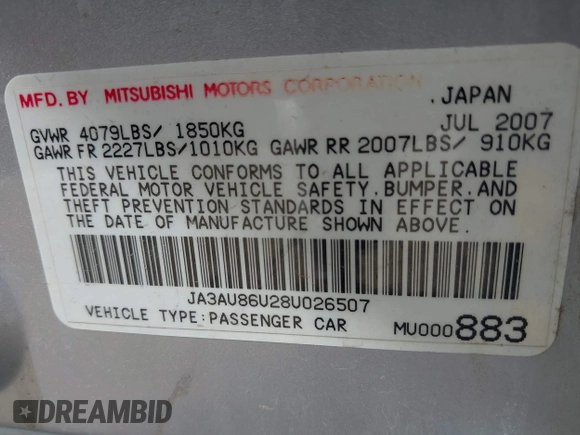 MFD. BY MITSUBISHI MOTORS CORPORATION . JAPAN
GVWR 4079LBS/ 1850KG JUL 2007
GAWR FR 2227LBS/1010KG GAWR RR 2007LBS/ 910KG
THIS VEHICLE CONFORMS TO ALL APPLICABLE
FEDERAL MOTOR VEHICLE SAFETY.BUMPER.AND
THEFT PREVENTION STANDARDS IN EFFECT ON
THE DATE OF MANUFACTURE SHOWN ABOVE.
JA3AU86U28U026507
VEHICLE TYPE:PASSENGER CAR MU000883
DREAMBID